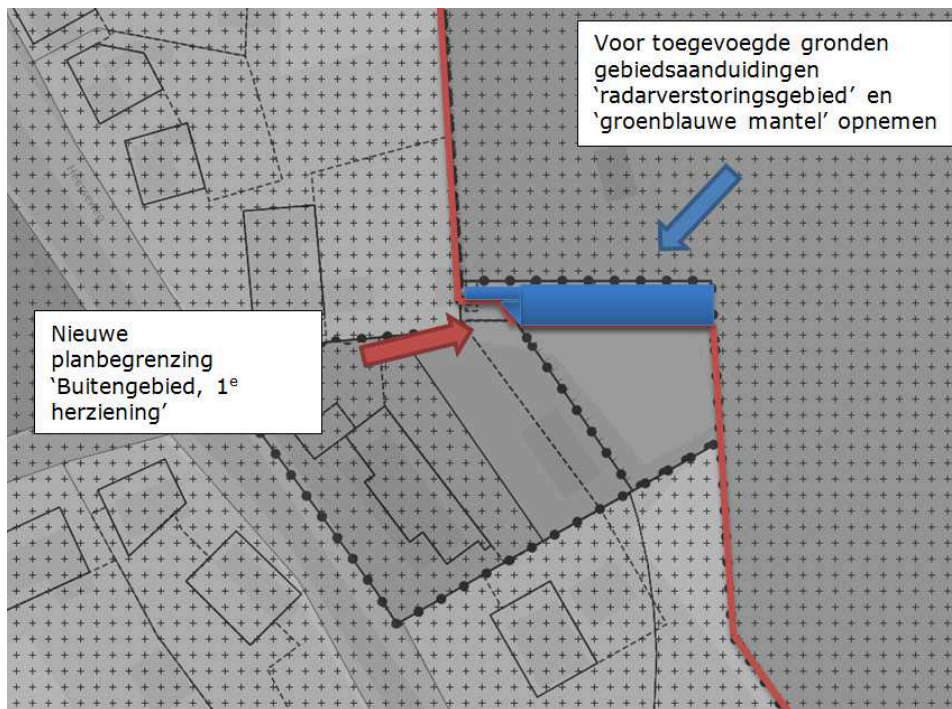 Voor toegevoegde gronden
gebiedsaanduidingen
‘radarverstoringsgebied’ en
‘groenblauwe mantel’ opnemen
Nieuwe
planbegrenzing
‘Buitengebied, 1e
herziening’